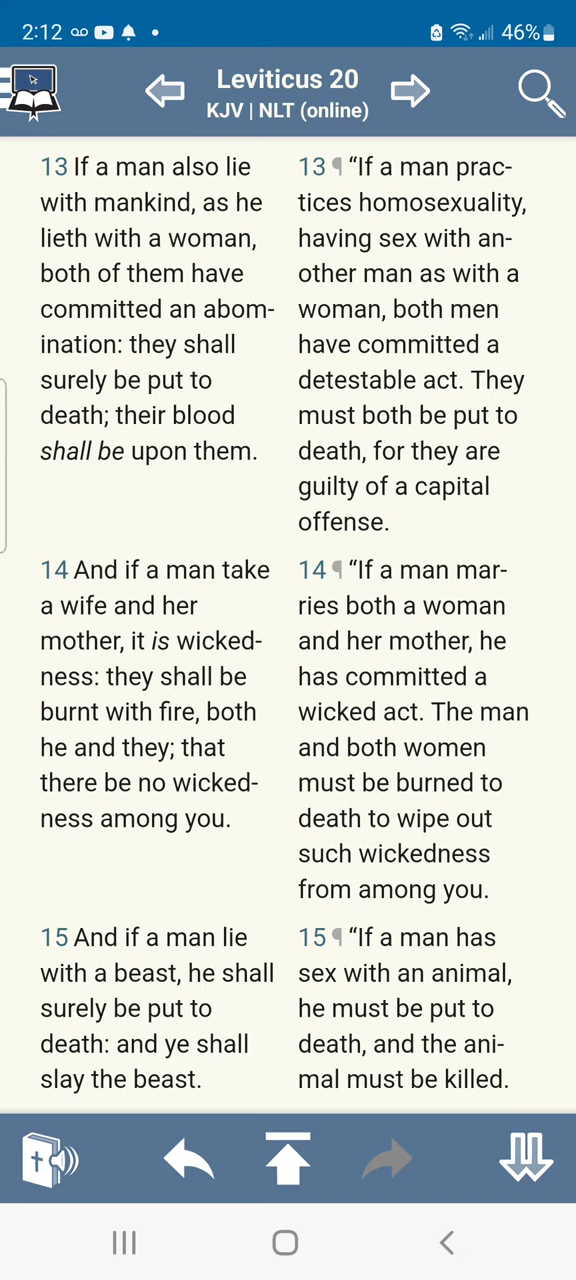 2:12
46%
Leviticus 20
KJV | NLT (online)
13 If a man also lie
with mankind, as he
lieth with a woman,
both of them have
committed an abom-
ination: they shall
surely be put to
death; their blood
shall be upon them.
13 ¶ “If a man prac-
tices homosexuality,
having sex with an-
other man as with a
woman, both men
have committed a
detestable act. They
must both be put to
death, for they are
guilty of a capital
offense.
14 And if a man take
a wife and her
mother, it is wicked-
ness: they shall be
burnt with fire, both
he and they; that
there be no wicked-
ness among you.
14 ¶ “If a man mar-
ries both a woman
and her mother, he
has committed a
wicked act. The man
and both women
must be burned to
death to wipe out
such wickedness
from among you.
15 And if a man lie
with a beast, he shall
surely be put to
death: and ye shall
slay the beast.
15 ¶ “If a man has
sex with an animal,
he must be put to
death, and the ani-
mal must be killed.